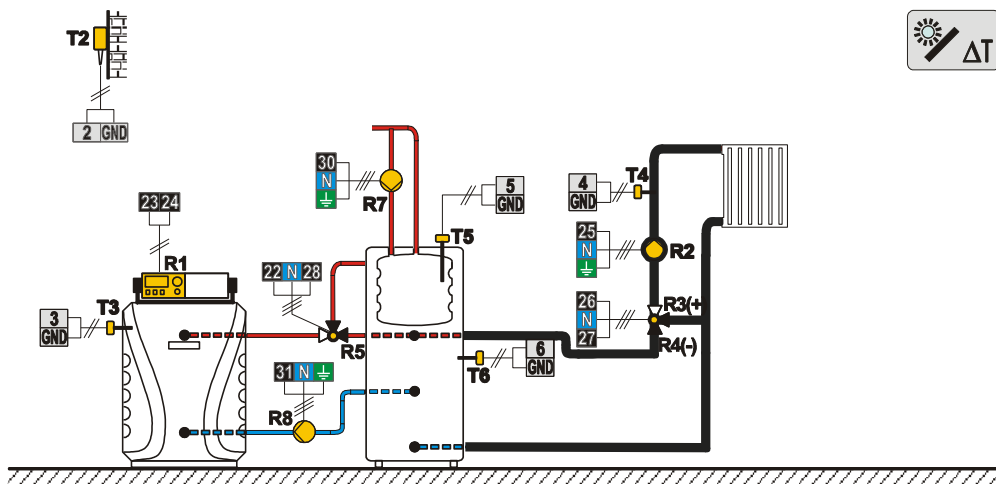 T2
2 GND
ΔT
30
N
R7
5
GND
T5
4
GND
T4
23 24
R1
25
N
R2
22 N 28
3
GND
T3
R5
26
N
27
R3(+
R4(-)
6
GND
T6
31 N
R8